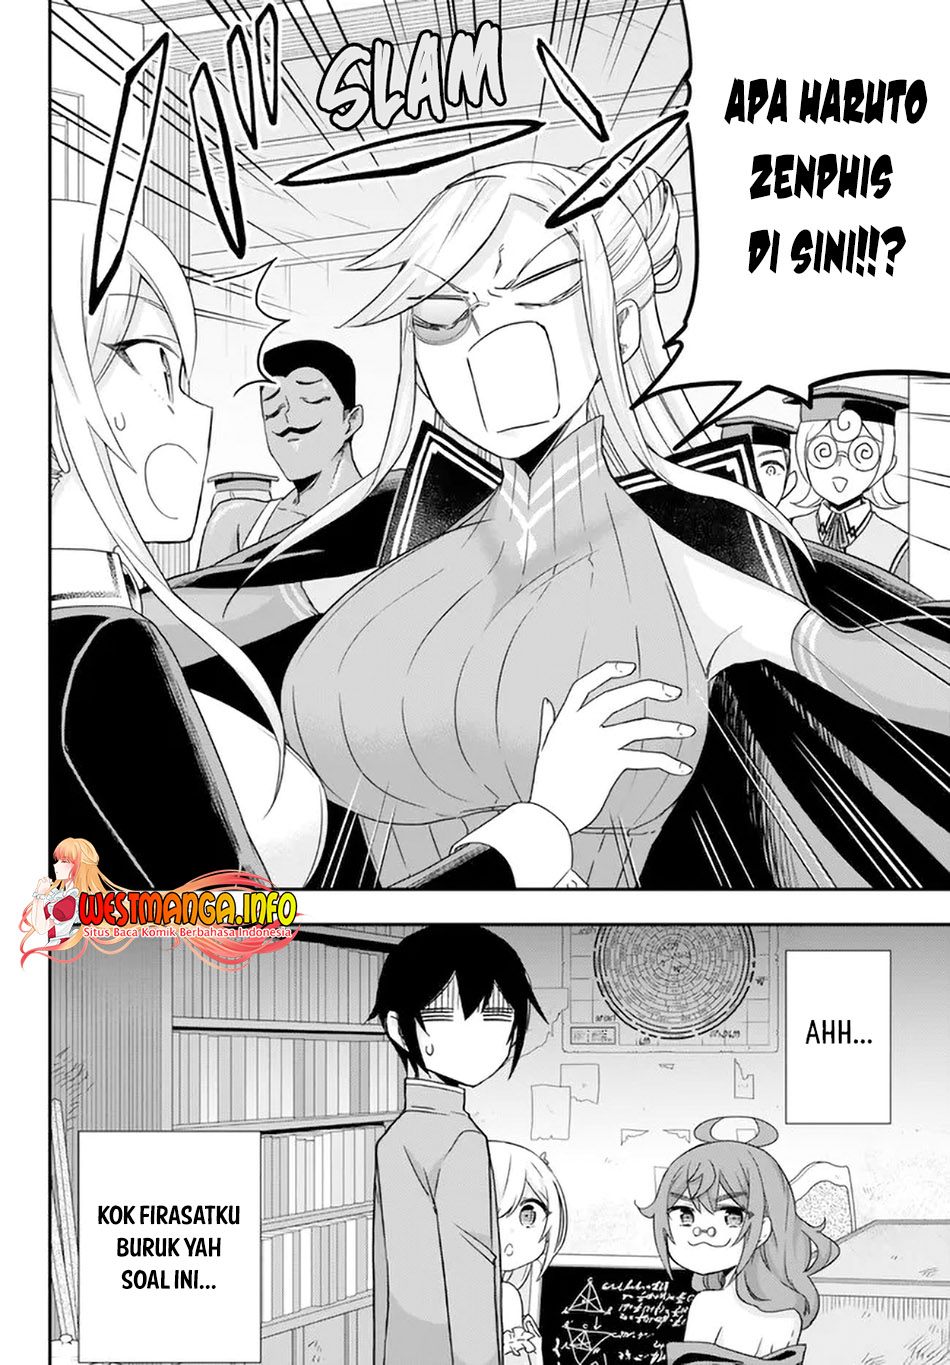 SLAM
APA HARUTO
ZENPHIS
DI SINI!!?
WESTMANGA.INFO
Situs Baca Komik Berbahasa Indonesia
AHH...
KOK FIRASATKU
BURUK YAH
SOAL INI...